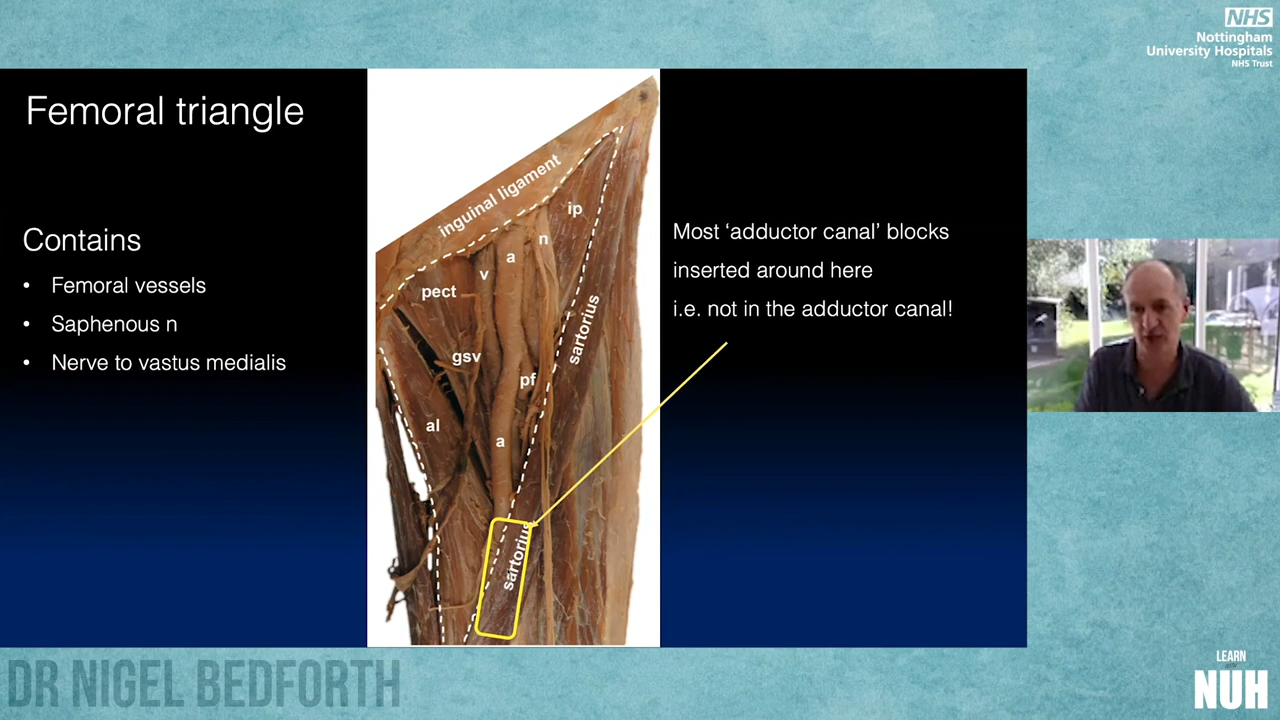 NHS
Nottingham
University Hospitals
NHS Trust
Femoral triangle
Contains
• Femoral vessels
• Saphenous n
• Nerve to vastus medialis
inguinal ligament
ip
n
a
v
pect
sartorius
gsv
pf
al
a
sartorius
Most ‘adductor canal’ blocks
inserted around here
i.e. not in the adductor canal!
DR NIGEL BEDFORTH
LEARN
NUH